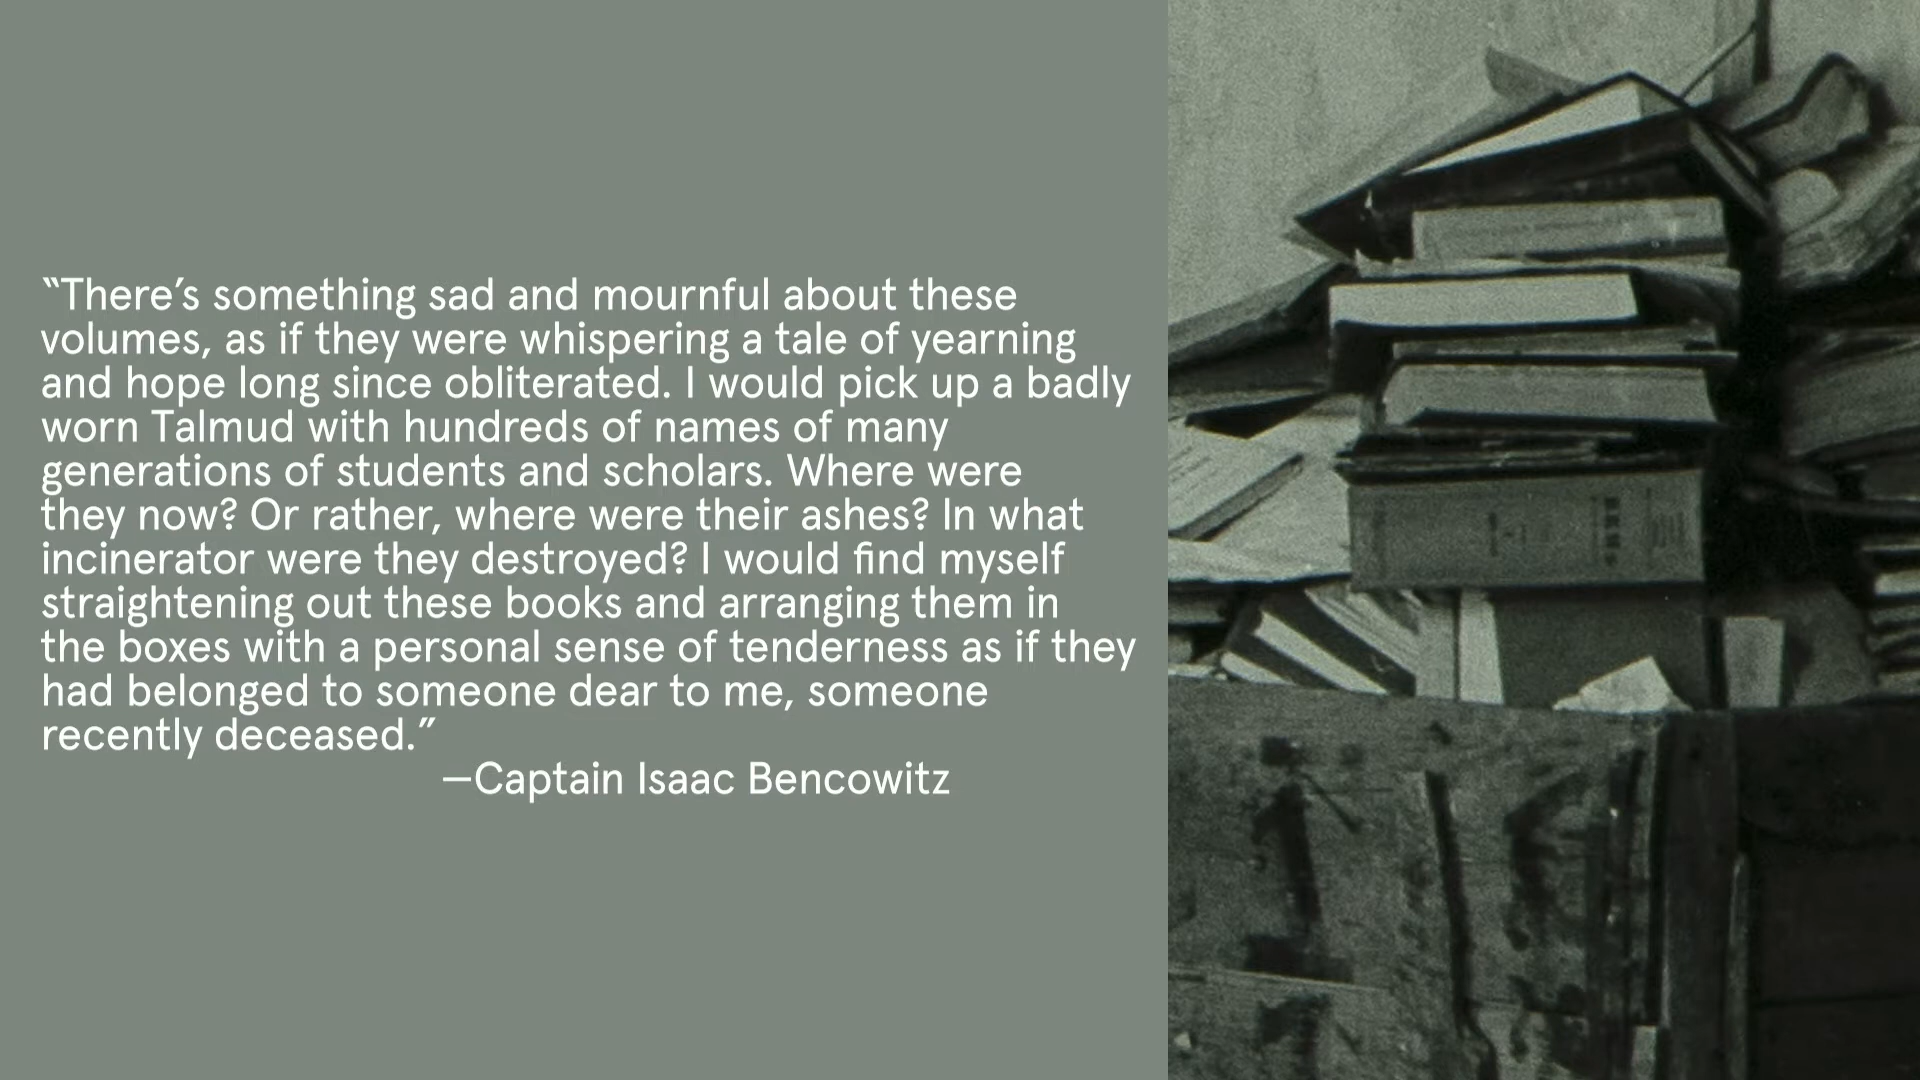 “There’s something sad and mournful about these
volumes, as if they were whispering a tale of yearning
and hope long since obliterated. I would pick up a badly
worn Talmud with hundreds of names of many
generations of students and scholars. Where were
they now? Or rather, where were their ashes? In what
incinerator were they destroyed? I would find myself
straightening out these books and arranging them in
the boxes with a personal sense of tenderness as if they
had belonged to someone dear to me, someone
recently deceased.”
—Captain Isaac Bencowitz